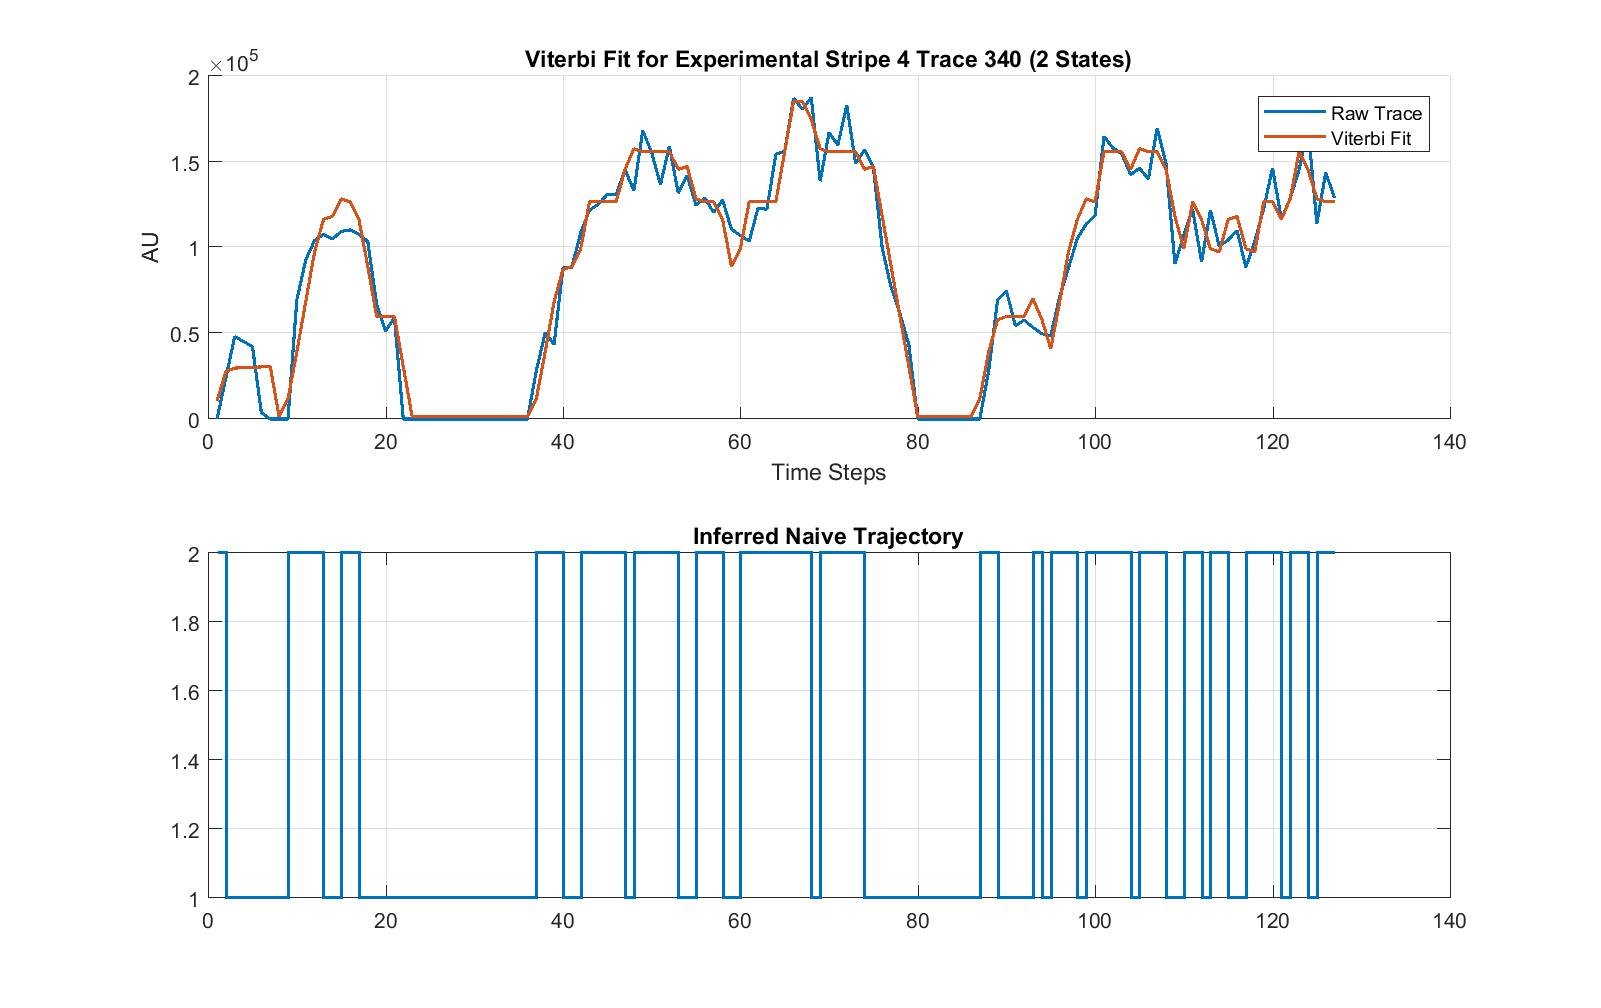 Viterbi Fit for Experimental Stripe 4 Trace 340 (2 States)
×10^5
2
1.5
1
0.5
0
AU
Raw Trace
Viterbi Fit
0 20 40 60 80 100 120 140
Time Steps
Inferred Naive Trajectory
2
1.8
1.6
1.4
1.2
1
0 20 40 60 80 100 120 140